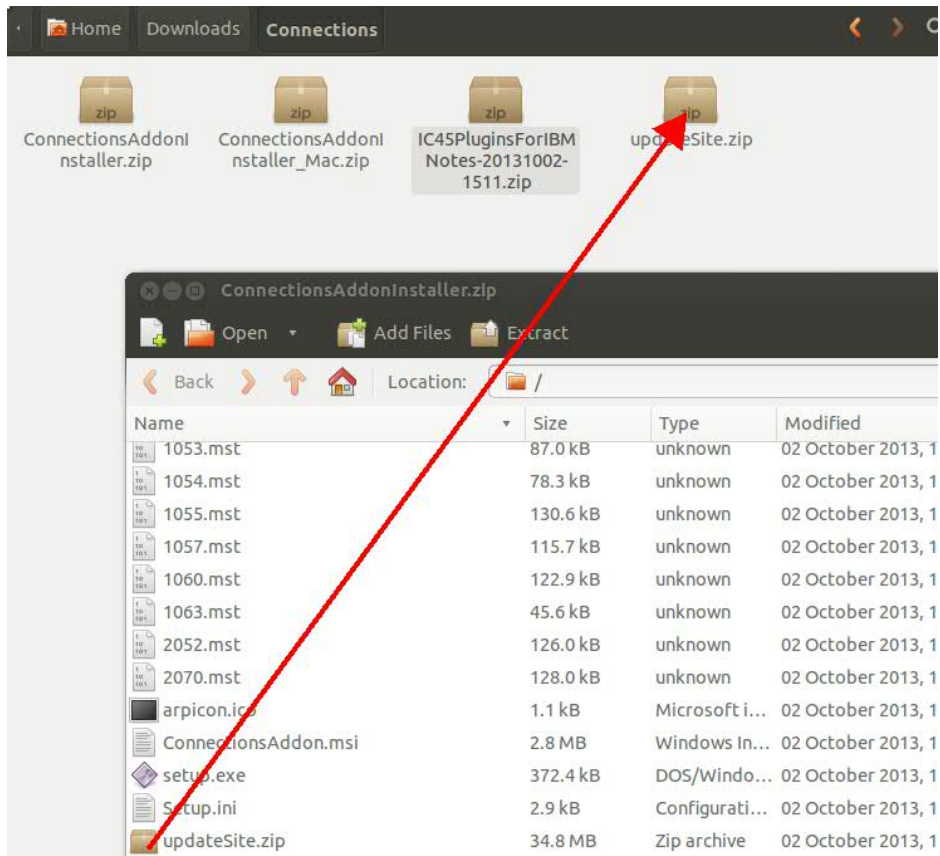 Home Downloads Connections
zip zip zip zip
ConnectionsAddonI ConnectionsAddonI IC45PluginsForIBM updateSite.zip
nstaller.zip nstaller_Mac.zip Notes-20131002-
1511.zip
ConnectionsAddonInstaller.zip
Open Add Files Extract
Back Location: /
Name Size Type Modified
1053.mst 87.0 kB unknown 02 October 2013, 1
1054.mst 78.3 kB unknown 02 October 2013, 1
1055.mst 130.6 kB unknown 02 October 2013, 1
1057.mst 115.7 kB unknown 02 October 2013, 1
1060.mst 122.9 kB unknown 02 October 2013, 1
1063.mst 45.6 kB unknown 02 October 2013, 1
2052.mst 126.0 kB unknown 02 October 2013, 1
2070.mst 128.0 kB unknown 02 October 2013, 1
arpicon.ico 1.1 kB Microsoft i... 02 October 2013, 1
ConnectionsAddon.msi 2.8 MB Windows In... 02 October 2013, 1
setup.exe 372.4 kB DOS/Windo... 02 October 2013, 1
Setup.ini 2.9 kB Configurati... 02 October 2013, 1
updateSite.zip 34.8 MB Zip archive 02 October 2013, 1